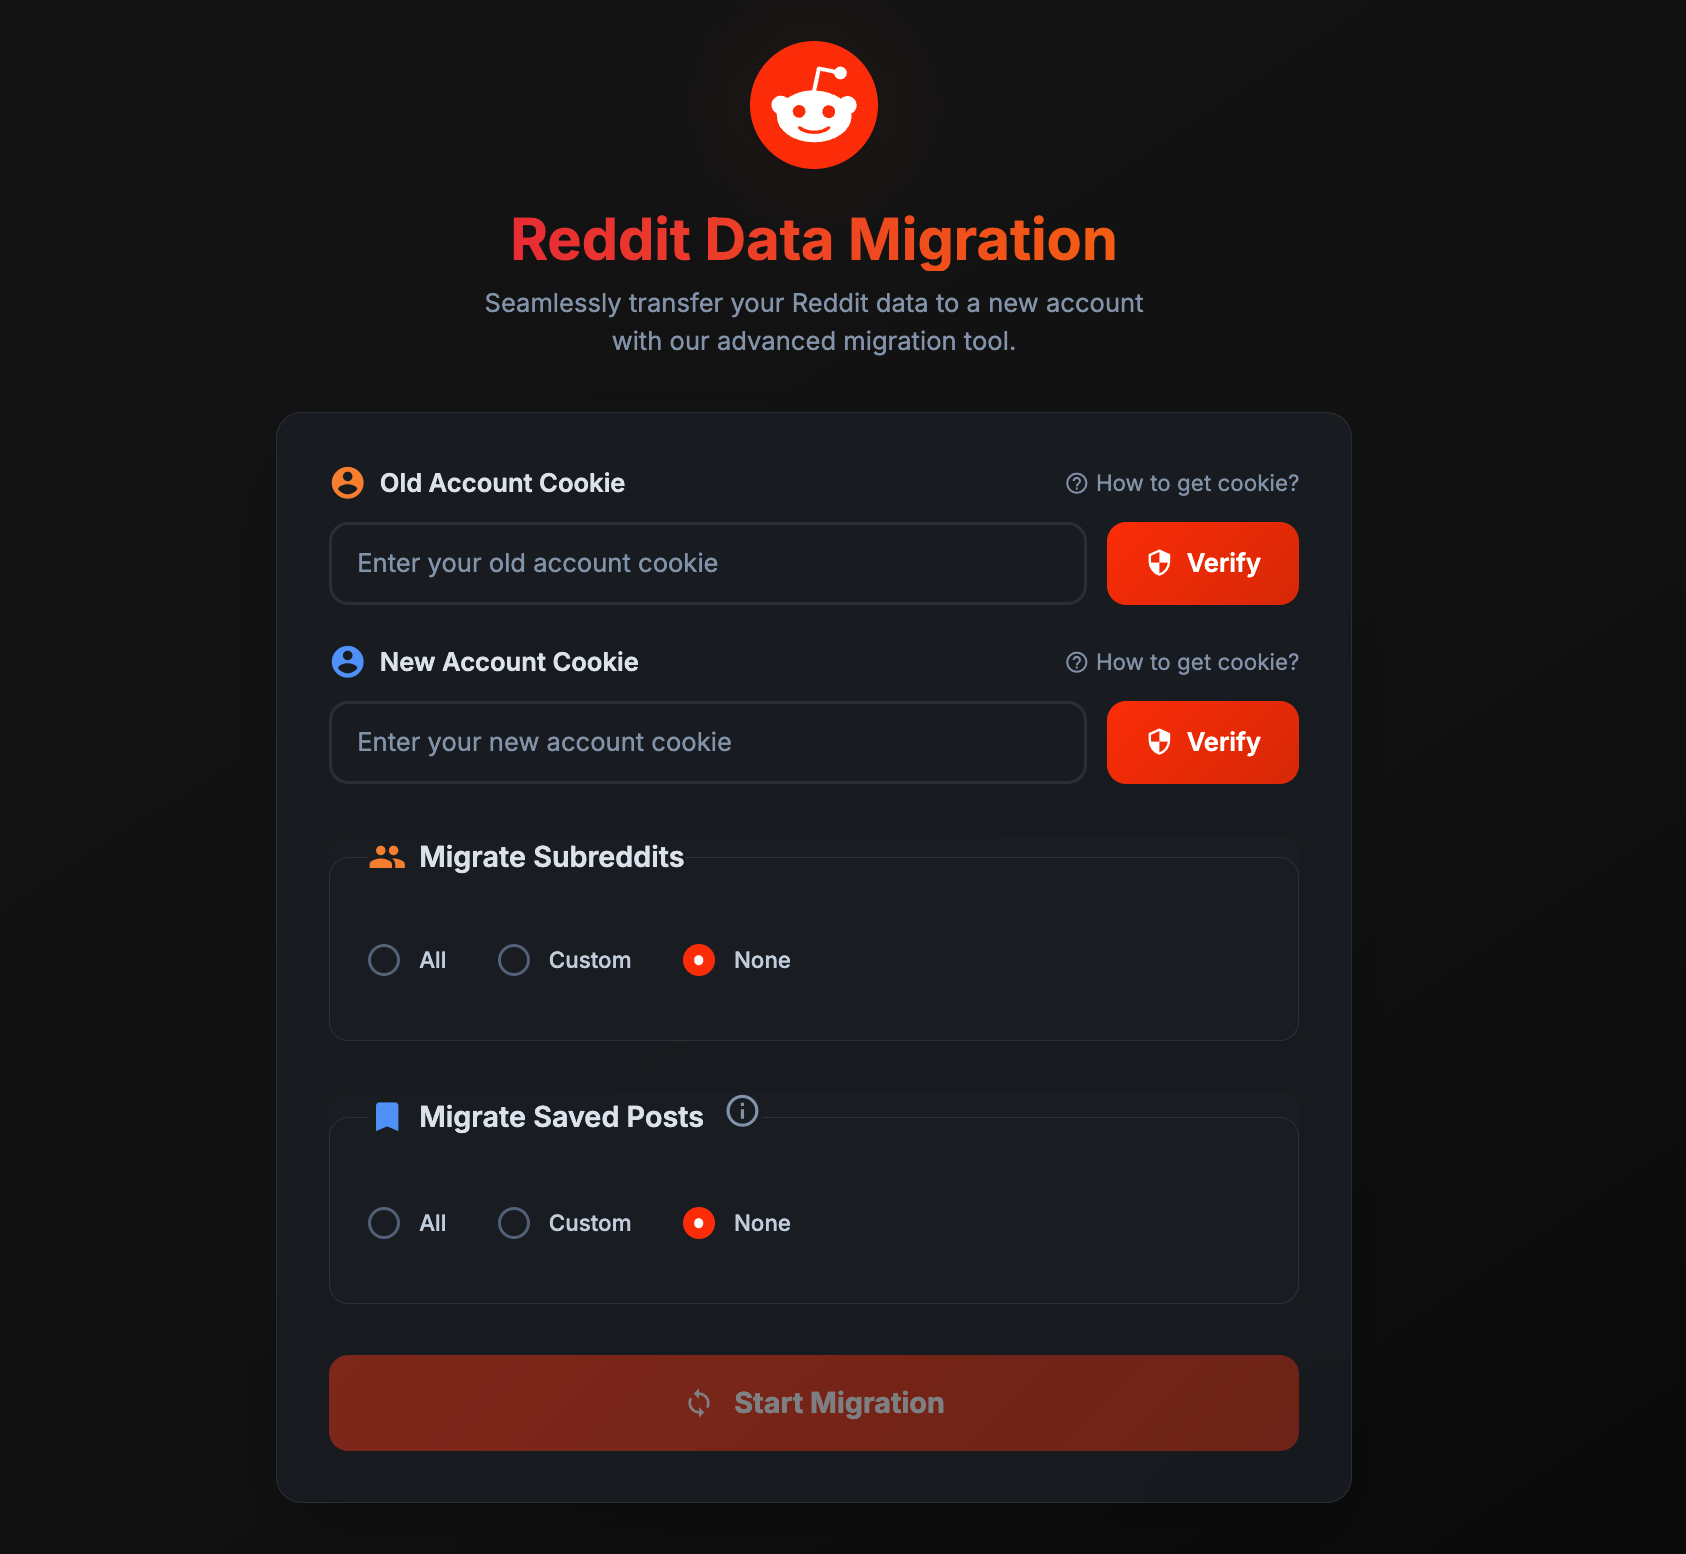 Reddit Data Migration
Seamlessly transfer your Reddit data to a new account
with our advanced migration tool.
Old Account Cookie
How to get cookie?
Enter your old account cookie
Verify
New Account Cookie
How to get cookie?
Enter your new account cookie
Verify
Migrate Subreddits
All
Custom
None
Migrate Saved Posts
All
Custom
None
Start Migration